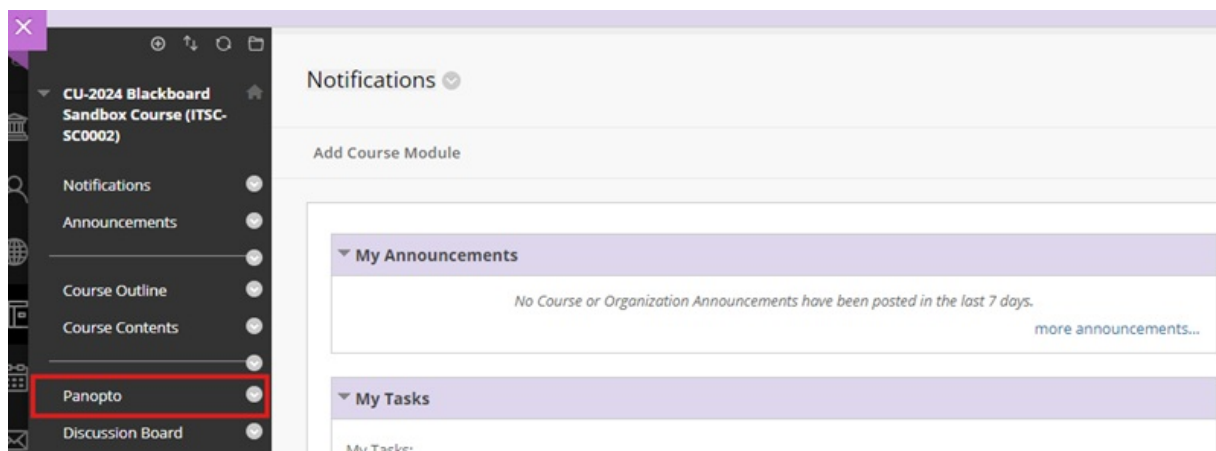 CU-2024 Blackboard
Sandbox Course (ITSC-
SC0002)
Notifications
Announcements
Course Outline
Course Contents
Panopto
Discussion Board
Notifications
Add Course Module
My Announcements
No Course or Organization Announcements have been posted in the last 7 days.
more announcements...
My Tasks
My Tasks: